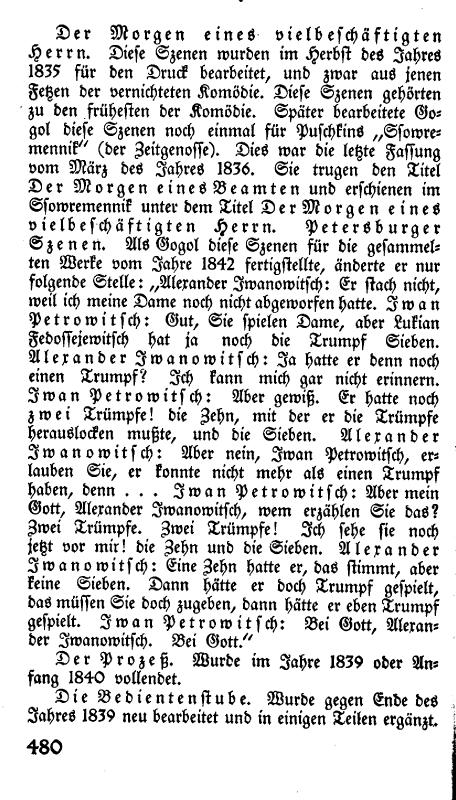 Der Morgen eines vielbeschäftigten
Herrn. Diese Szenen wurden im Herbst des Jahres
1835 für den Druck bearbeitet, und zwar aus jenen
Fetzen der vernichteten Komödie. Diese Szenen gehörten
zu den frühesten der Komödie. Später bearbeitete Go-
gol diese Szenen noch einmal für Puschkins „Ssowre-
mennik“ (der Zeitgenosse). Dies war die letzte Fassung
vom März des Jahres 1836. Sie trugen den Titel
Der Morgen eines Beamten und erschienen im
Ssowremennik unter dem Titel Der Morgen eines
vielbeschäftigten Herrn. Petersburger
Szenen. Als Gogol diese Szenen für die gesammel-
ten Werke vom Jahre 1842 fertigstellte, änderte er nur
folgende Stelle: „Alexander Iwanowitsch: Er stach nicht,
weil ich meine Dame noch nicht abgeworfen hatte. Iwan
Petrowitsch: Gut, Sie spielen Dame, aber Lukian
Fedossejewitsch hat ja noch die Trumpf Sieben.
Alexander Iwanowitsch: Ja hatte er denn noch
einen Trumpf? Ich kann mich gar nicht erinnern.
Iwan Petrowitsch: Aber gewiß. Er hatte noch
zwei Trümpfe! die Zehn, mit der er die Trümpfe
herauslocken mußte, und die Sieben. Alexander
Iwanowitsch: Aber nein, Iwan Petrowitsch, er-
lauben Sie, er konnte nicht mehr als einen Trumpf
haben, denn . . . Iwan Petrowitsch: Aber mein
Gott, Alexander Iwanowitsch, wem erzählen Sie das?
Zwei Trümpfe. Zwei Trümpfe! Ich sehe sie noch
jetzt vor mir! die Zehn und die Sieben. Alexander
Iwanowitsch: Eine Zehn hatte er, das stimmt, aber
keine Sieben. Dann hätte er doch Trumpf gespielt,
das müssen Sie doch zugeben, dann hätte er eben Trumpf
gespielt. Iwan Petrowitsch: Bei Gott, Alexan-
der Iwanowitsch. Bei Gott.“
Der Prozeß. Wurde im Jahre 1839 oder An-
fang 1840 vollendet.
Die Bedientenstube. Wurde gegen Ende des
Jahres 1839 neu bearbeitet und in einigen Teilen ergänzt.
480